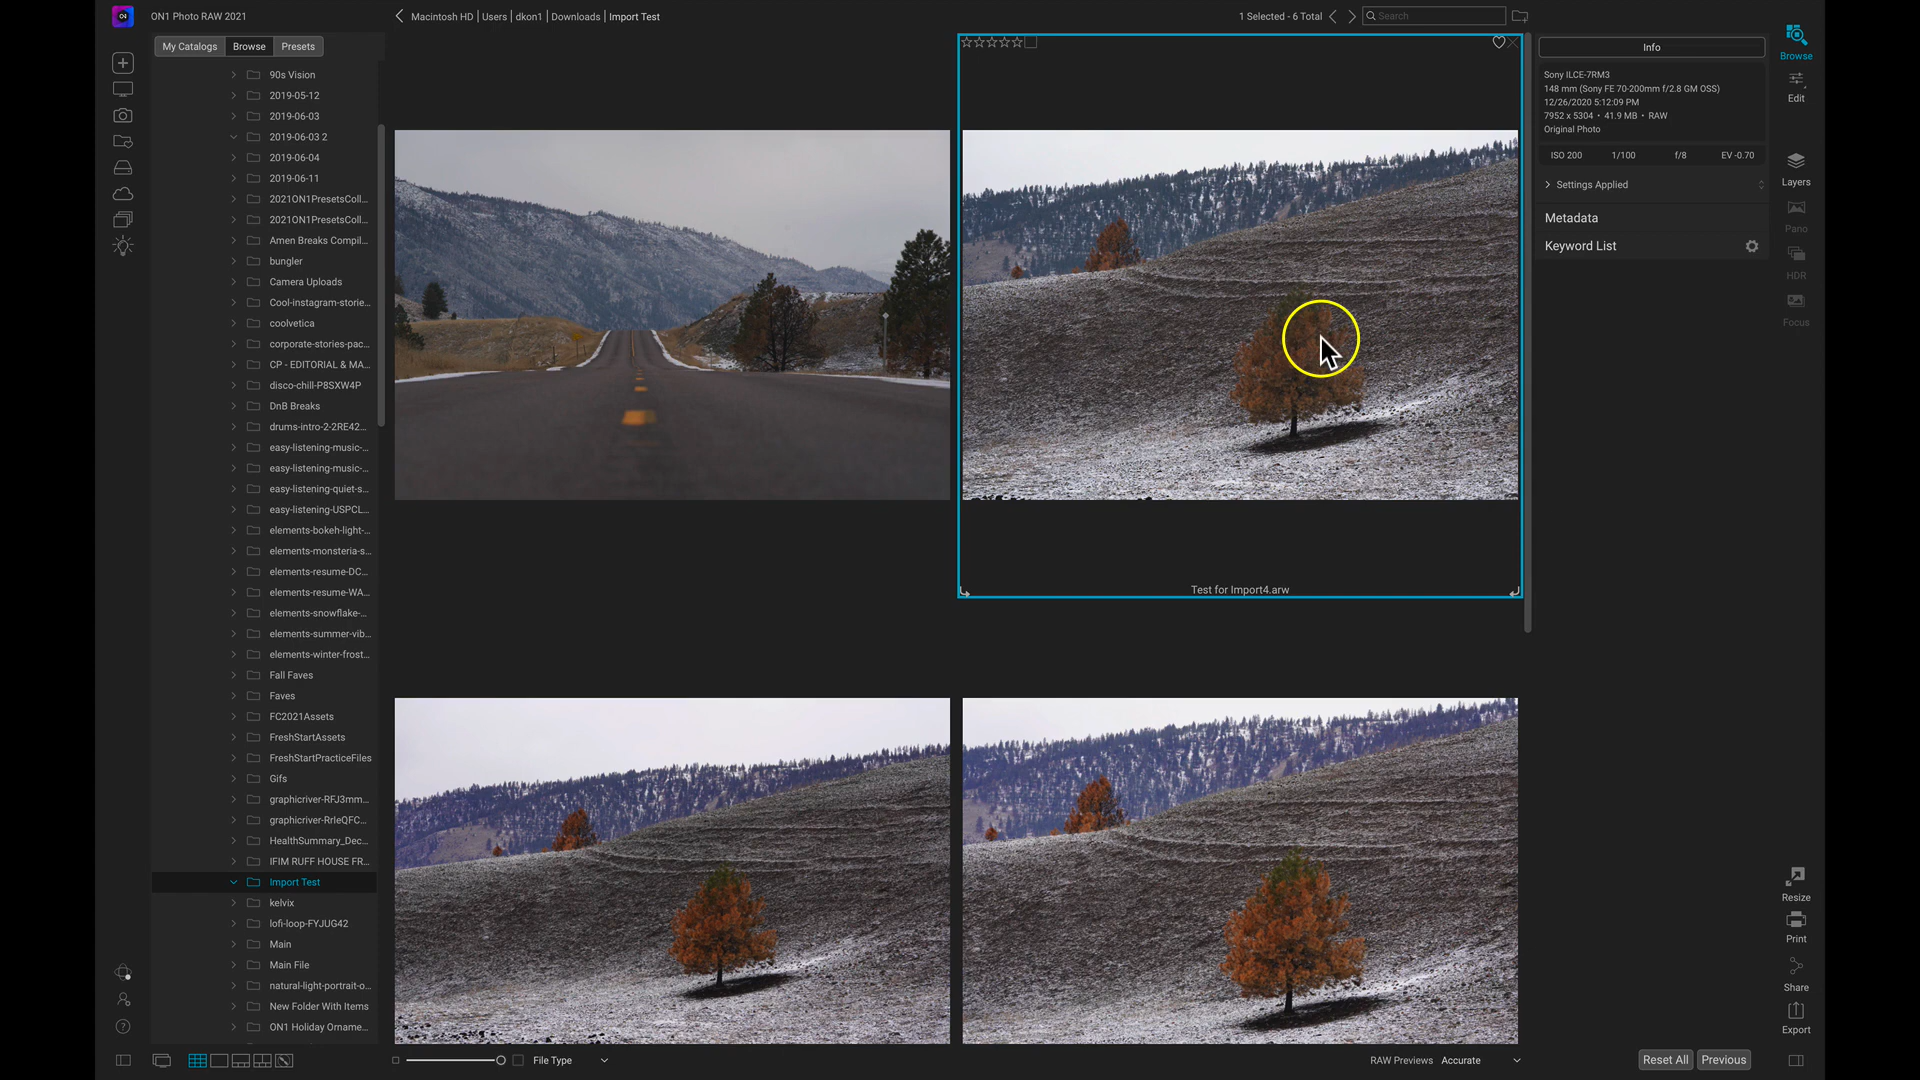 ON1 Photo RAW 2021
Macintosh HD | Users | dkon1 | Downloads | Import Test
1 Selected - 6 Total
Search
My Catalogs
Browse
Presets
90s Vision
2019-05-12
2019-06-03
2019-06-03 2
2019-06-04
2019-06-11
2021ON1PresetsColl...
2021ON1PresetsColl...
Amen Breaks Compil...
bungler
Camera Uploads
Cool-instagram-storie...
coolvetica
corporate-stories-pac...
CP - EDITORIAL & MA...
disco-chill-P8SXW4P
DnB Breaks
drums-intro-2-2RE42...
easy-listening-music-...
easy-listening-music-...
easy-listening-quiet-s...
easy-listening-USPCL...
elements-bokeh-light-...
elements-monsteria-s...
elements-resume-DC...
elements-resume-WA...
elements-snowflake-...
elements-summer-vib...
elements-winter-frost...
Fall Faves
Faves
FC2021Assets
FreshStartAssets
FreshStartPracticeFiles
Gifs
graphicriver-RFJ3mm...
graphicriver-RrIeQFC...
HealthSummary_Dec...
IFIM RUFF HOUSE FR...
Import Test
kelvix
lofi-loop-FYJUG42
Main
Main File
natural-light-portrait-o...
New Folder With Items
ON1 Holiday Orname...
Test for Import4.arw
File Type
RAW Previews Accurate
Info
Sony ILCE-7RM3
148 mm (Sony FE 70-200mm f/2.8 GM OSS)
12/26/2020 5:12:09 PM
7952 x 5304 • 41.9 MB • RAW
Original Photo
ISO 200 1/100 f/8 EV -0.70
Settings Applied
Metadata
Keyword List
Reset All
Previous
Browse
Edit
Layers
Pano
HDR
Focus
Resize
Print
Share
Export